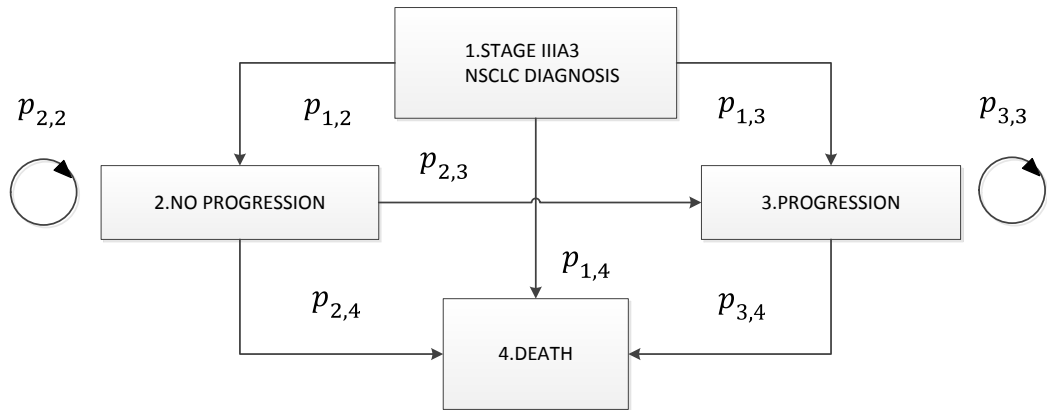 1.STAGE IIIA3
NSCLC DIAGNOSIS
p2,2
p1,2
p1,3
p3,3
p2,3
2.NO PROGRESSION
3.PROGRESSION
p1,4
p2,4
p3,4
4.DEATH